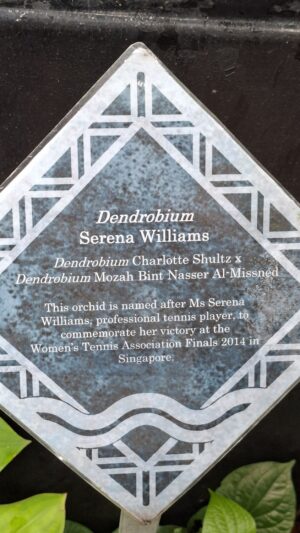 Dendrobium
Serena Williams
Dendrobium Charlotte Shultz x
Dendrobium Mozah Bint Nasser Al-Missned
This orchid is named after Ms Serena
Williams, professional tennis player, to
commemorate her victory at the
Women's Tennis Association Finals 2014 in
Singapore.